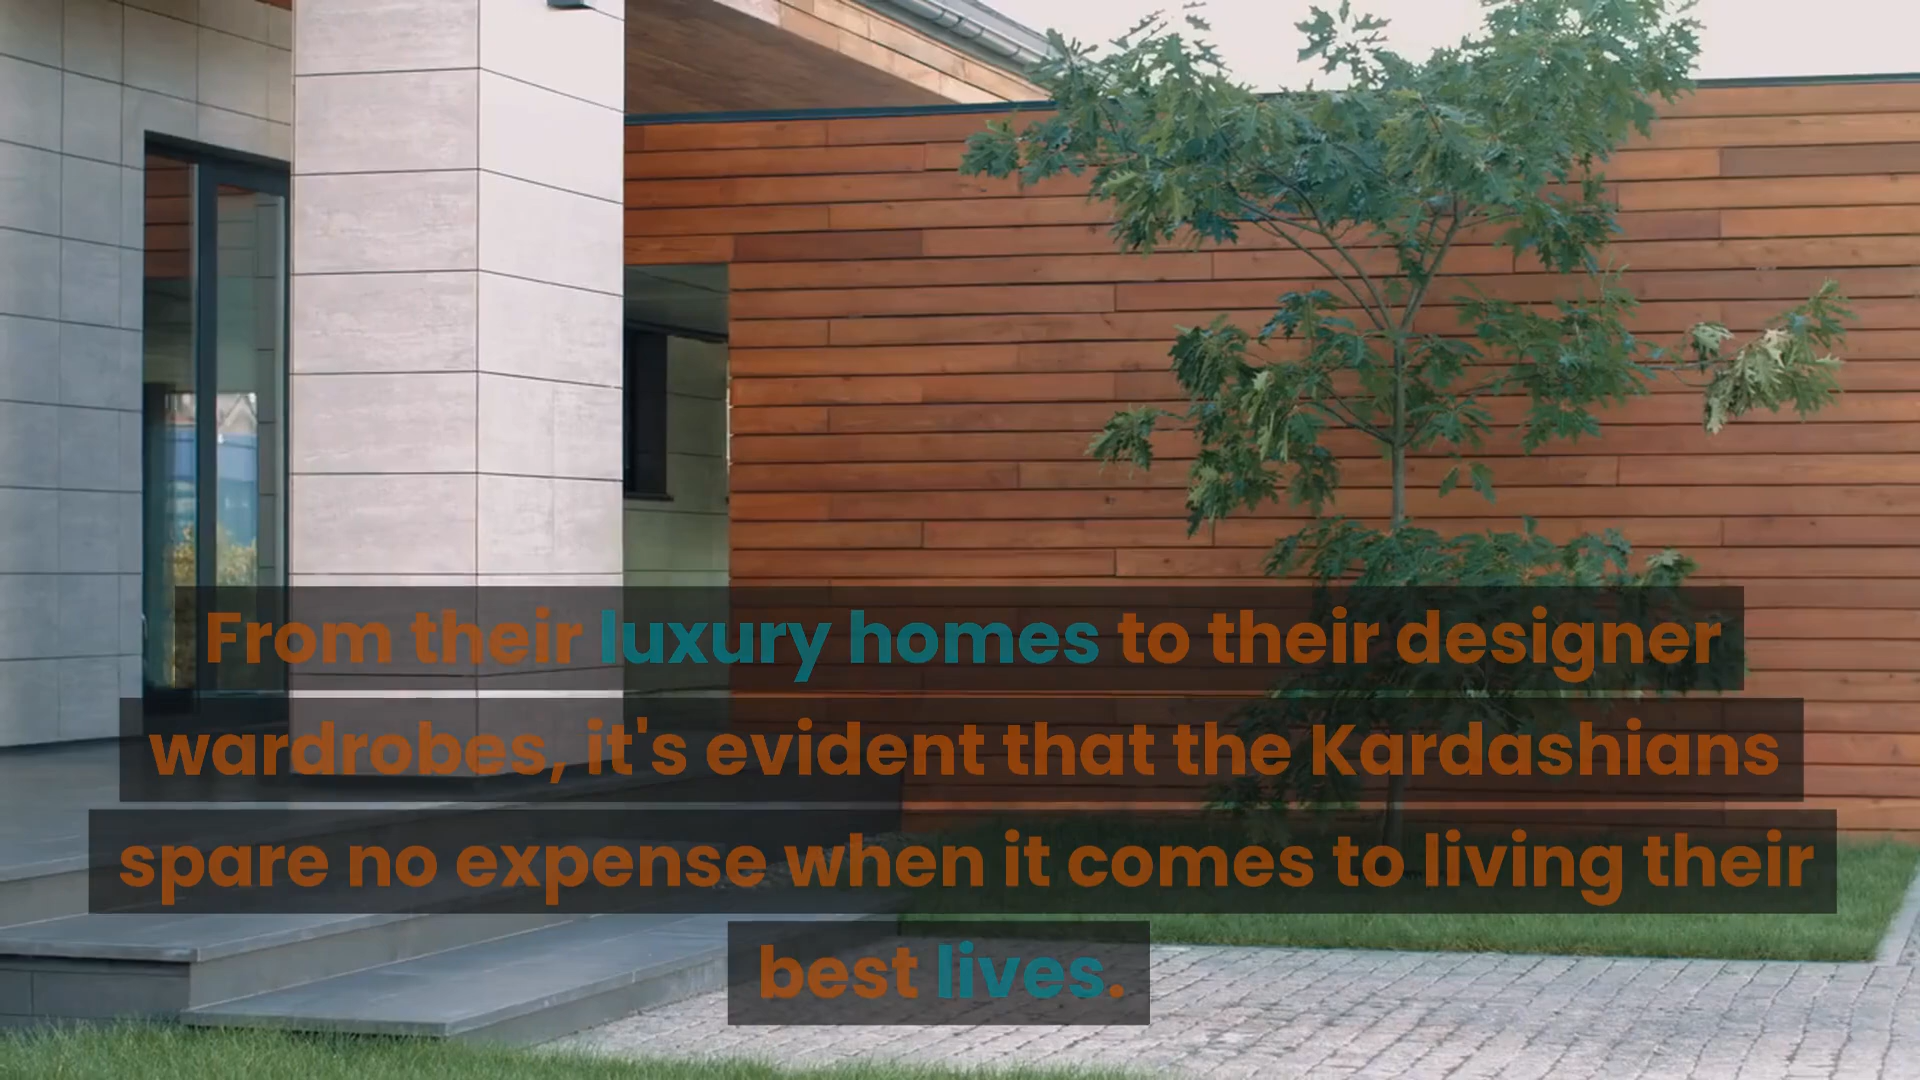 From their luxury homes to their designer
wardrobes, it's evident that the Kardashians
spare no expense when it comes to living their
best lives.